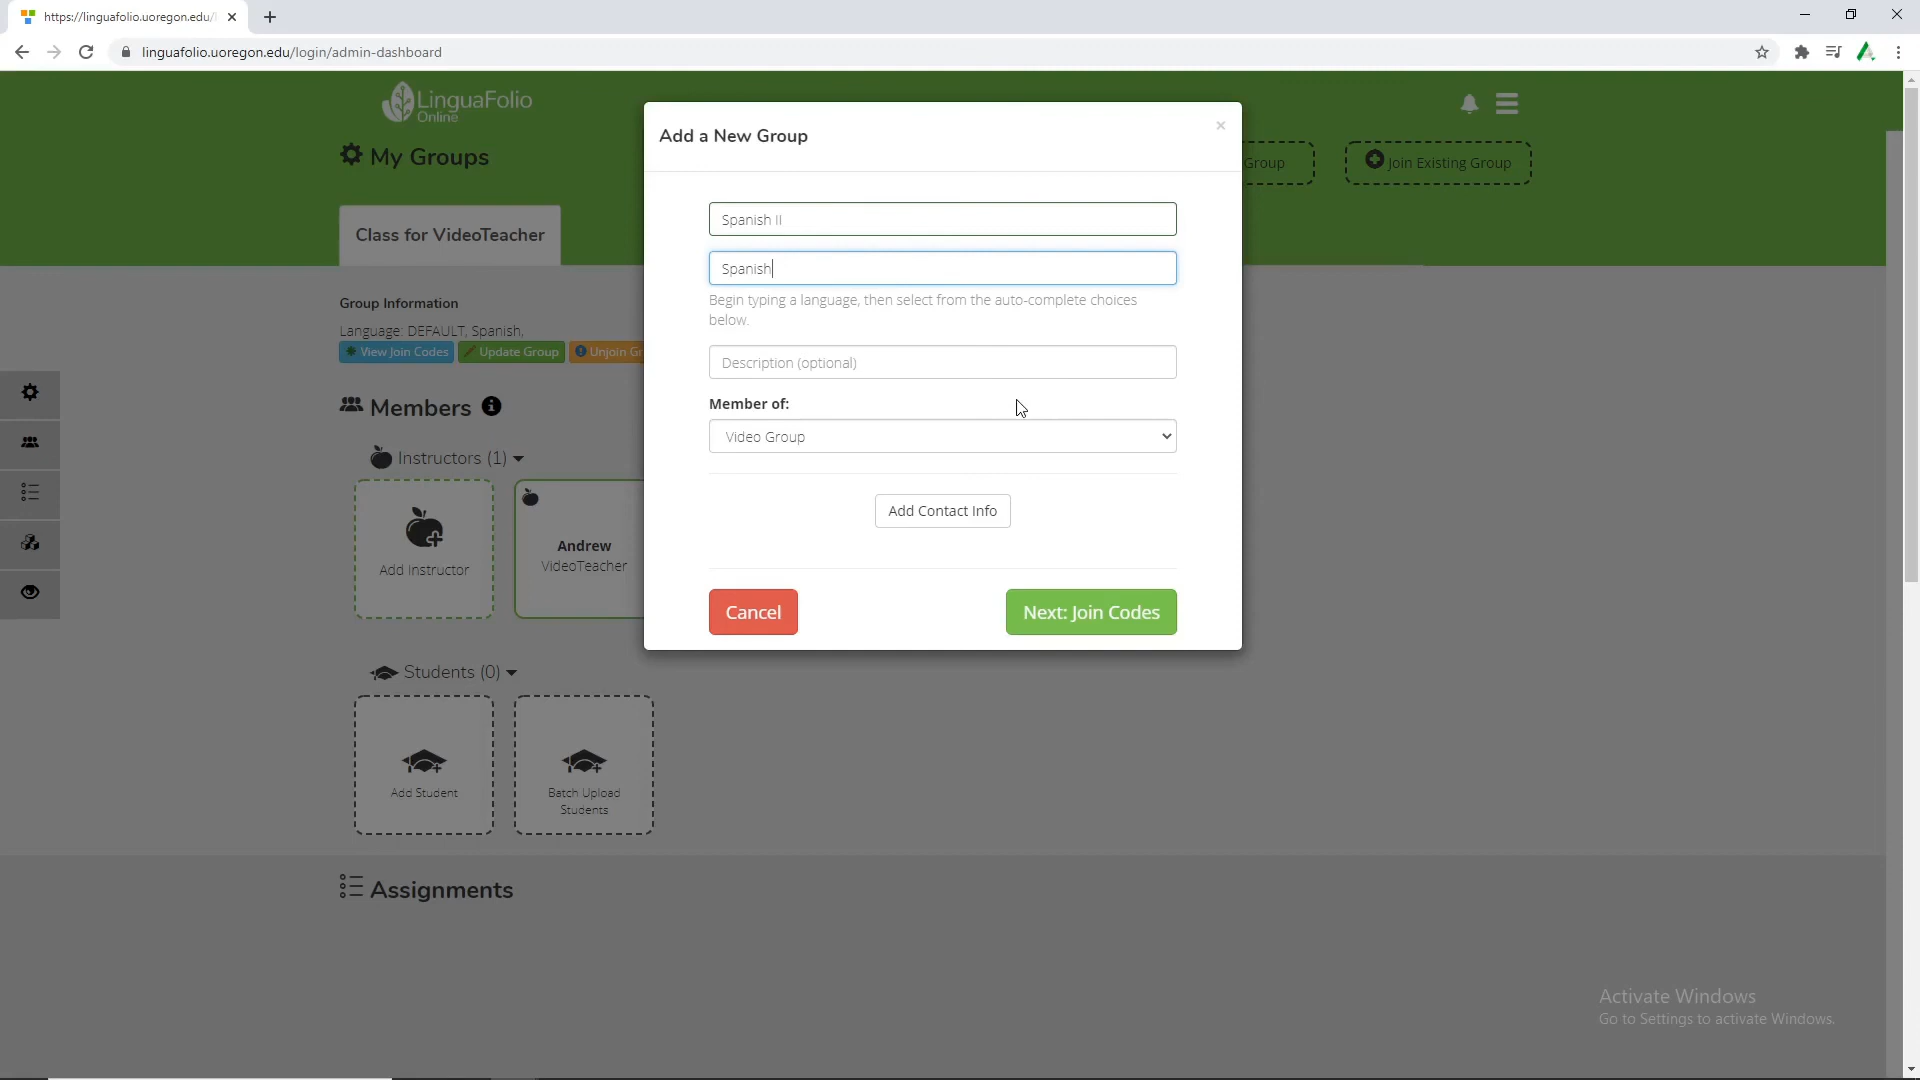 https://linguafolio.uoregon.edu/
linguafolio.uoregon.edu/login/admin-dashboard
LinguaFolio
Online
My Groups
Group
Join Existing Group
Class for VideoTeacher
Group Information
Language: DEFAULT, Spanish,
View Join Codes
Update Group
Unjoin Gr
Members
Instructors (1)
Add Instructor
Andrew
VideoTeacher
Students (0)
Add Student
Batch Upload
Students
Assignments
Add a New Group
×
Spanish II
Spanish
Begin typing a language, then select from the auto-complete choices
below.
Description (optional)
Member of:
Video Group
Add Contact Info
Cancel
Next: Join Codes
Activate Windows
Go to Settings to activate Windows.